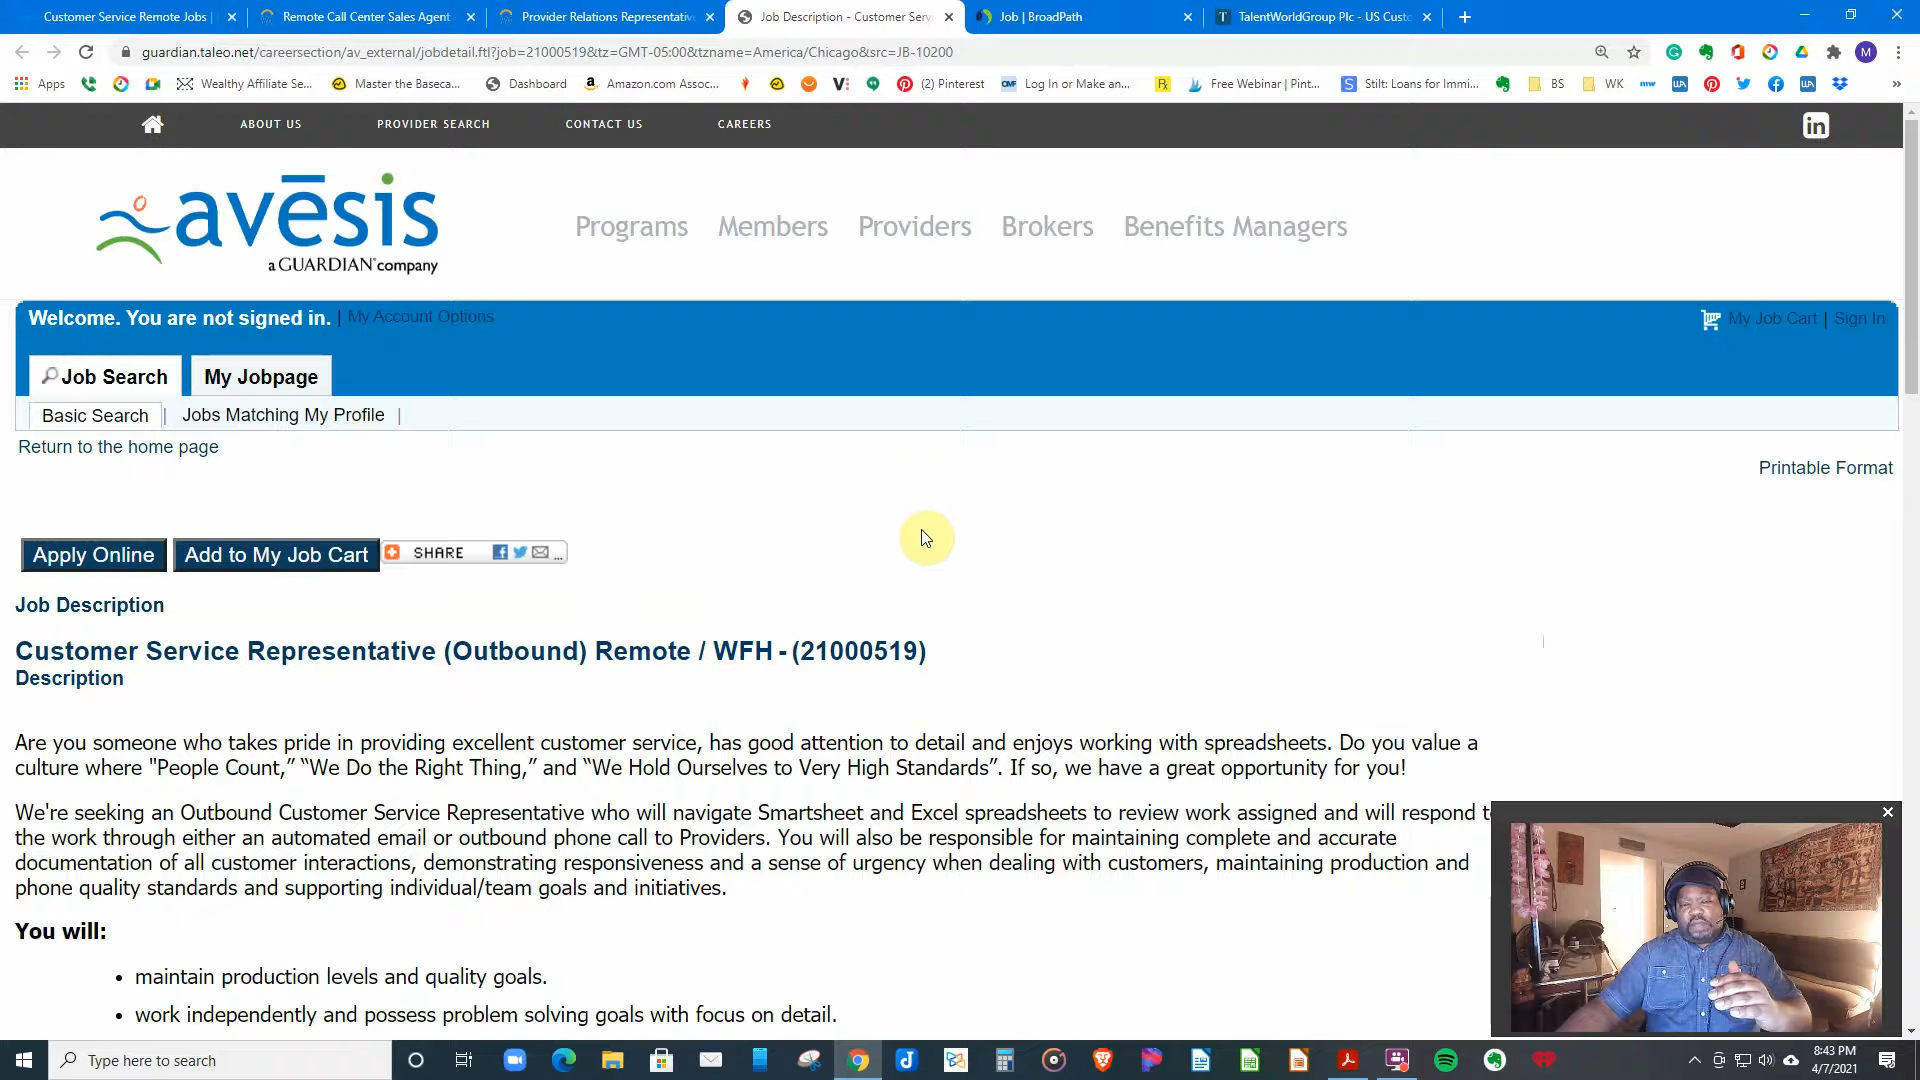 Customer Service Remote Jobs |
Remote Call Center Sales Agent -
Provider Relations Representativ
Job Description - Customer Serv
Job | BroadPath
TalentWorldGroup Plc - US Custo
guardian.taleo.net/careersection/av_external/jobdetail.ftl?job=21000519&tz=GMT-05:00&tzname=America/Chicago&src=JB-10200
Apps
Wealthy Affiliate Se...
Master the Baseca...
Dashboard
Amazon.com Assoc...
(2) Pinterest
Log In or Make an...
Free Webinar | Pint...
Stilt: Loans for Immi...
BS
WK
ABOUT US
PROVIDER SEARCH
CONTACT US
CAREERS
avēsis
a GUARDIAN company
Programs
Members
Providers
Brokers
Benefits Managers
Welcome. You are not signed in. | My Account Options
My Job Cart | Sign In
Job Search
My Jobpage
Basic Search | Jobs Matching My Profile |
Return to the home page
Printable Format
Apply Online
Add to My Job Cart
SHARE ...
Job Description
Customer Service Representative (Outbound) Remote / WFH - (21000519)
Description
Are you someone who takes pride in providing excellent customer service, has good attention to detail and enjoys working with spreadsheets. Do you value a
culture where "People Count,” “We Do the Right Thing,” and “We Hold Ourselves to Very High Standards”. If so, we have a great opportunity for you!
We're seeking an Outbound Customer Service Representative who will navigate Smartsheet and Excel spreadsheets to review work assigned and will respond t
the work through either an automated email or outbound phone call to Providers. You will also be responsible for maintaining complete and accurate
documentation of all customer interactions, demonstrating responsiveness and a sense of urgency when dealing with customers, maintaining production and
phone quality standards and supporting individual/team goals and initiatives.
You will:
• maintain production levels and quality goals.
• work independently and possess problem solving goals with focus on detail.
Type here to search
8:43 PM
4/7/2021